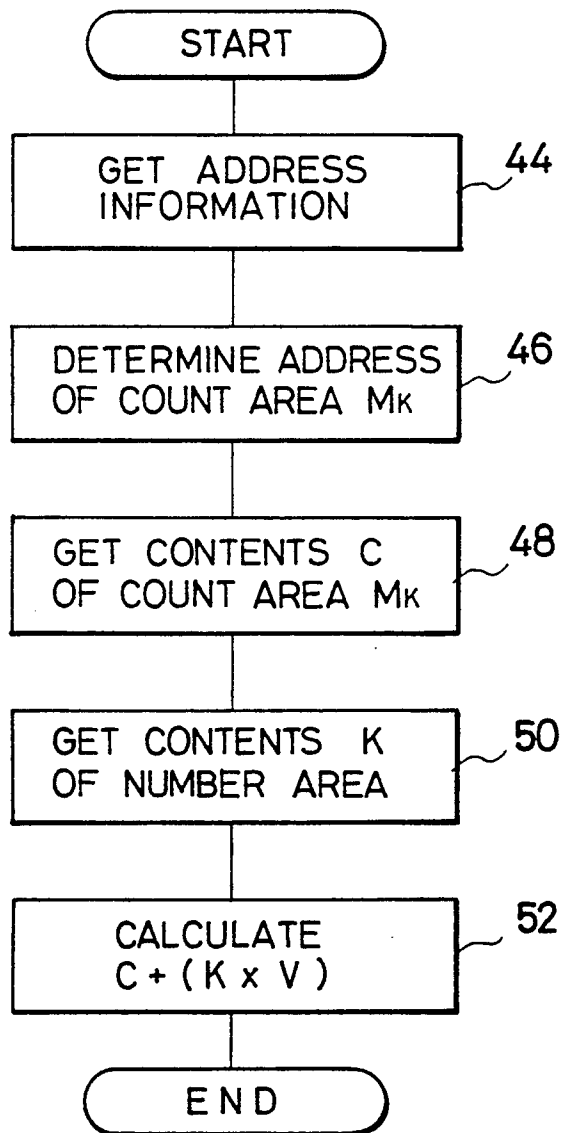 START
GET ADDRESS
INFORMATION
44
DETERMINE ADDRESS
OF COUNT AREA MK
46
GET CONTENTS C
OF COUNT AREA MK
48
GET CONTENTS K
OF NUMBER AREA
50
CALCULATE
C + ( K x V )
52
END